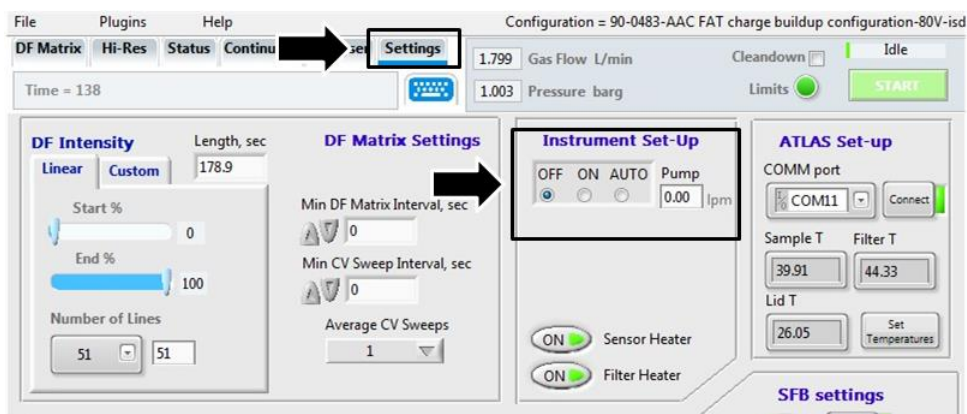 File Plugins Help Configuration = 90-0483-AAC FAT charge buildup configuration-80V-isd
DF Matrix Hi-Res Status Continu ser Settings
1.799 Gas Flow L/min Cleandown Idle
Time = 138
1.003 Pressure barg Limits START
DF Intensity Length, sec
Linear Custom 178.9
Start %
0
End %
100
Number of Lines
51 51
DF Matrix Settings
Min DF Matrix Interval, sec
0
Min CV Sweep Interval, sec
0
Average CV Sweeps
1
Instrument Set-Up
OFF ON AUTO Pump
0.00 lpm
ON Sensor Heater
ON Filter Heater
ATLAS Set-up
COMM port
COM11 Connect
Sample T Filter T
39.91 44.33
Lid T
26.05 Set
Temperatures
SFB settings